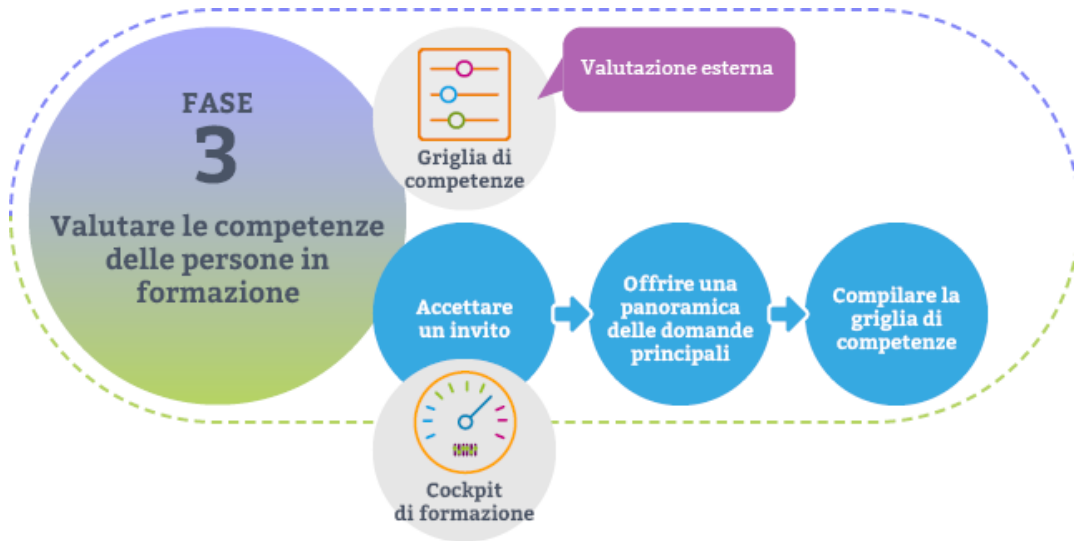 FASE
3
Valutare le competenze
delle persone in
formazione
Griglia di
competenze
Valutazione esterna
Accettare
un invito
Offrire una
panoramica
delle domande
principali
Compilare la
griglia di
competenze
Cockpit
di formazione